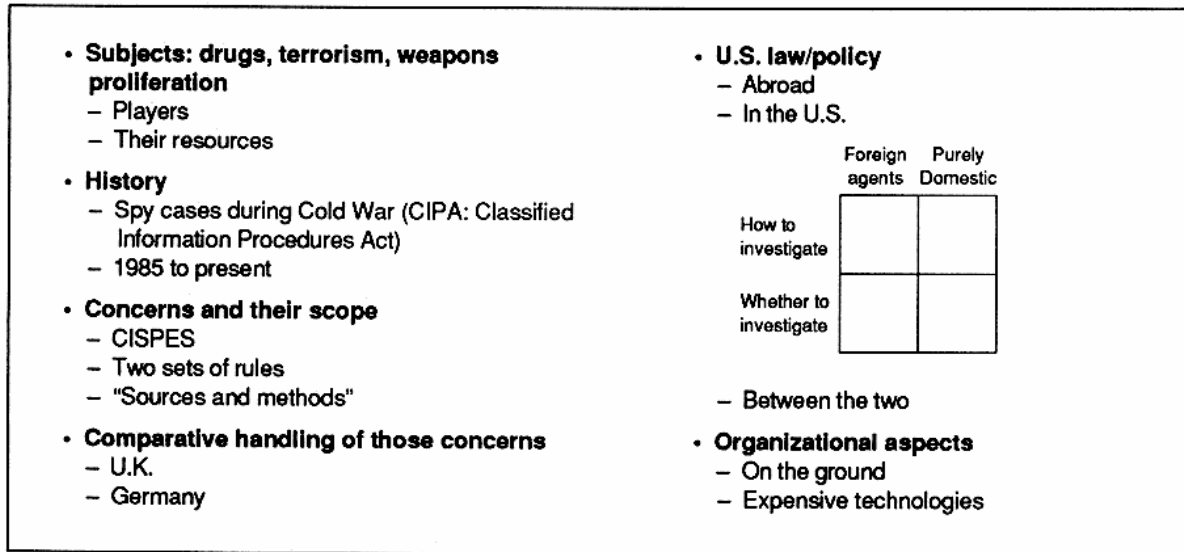 • Subjects: drugs, terrorism, weapons
proliferation
– Players
– Their resources
• History
– Spy cases during Cold War (CIPA: Classified
Information Procedures Act)
– 1985 to present
• Concerns and their scope
– CISPES
– Two sets of rules
– "Sources and methods"
• Comparative handling of those concerns
– U.K.
– Germany
• U.S. law/policy
– Abroad
– In the U.S.
Foreign Purely
agents Domestic
How to
investigate
Whether to
investigate
– Between the two
• Organizational aspects
– On the ground
– Expensive technologies